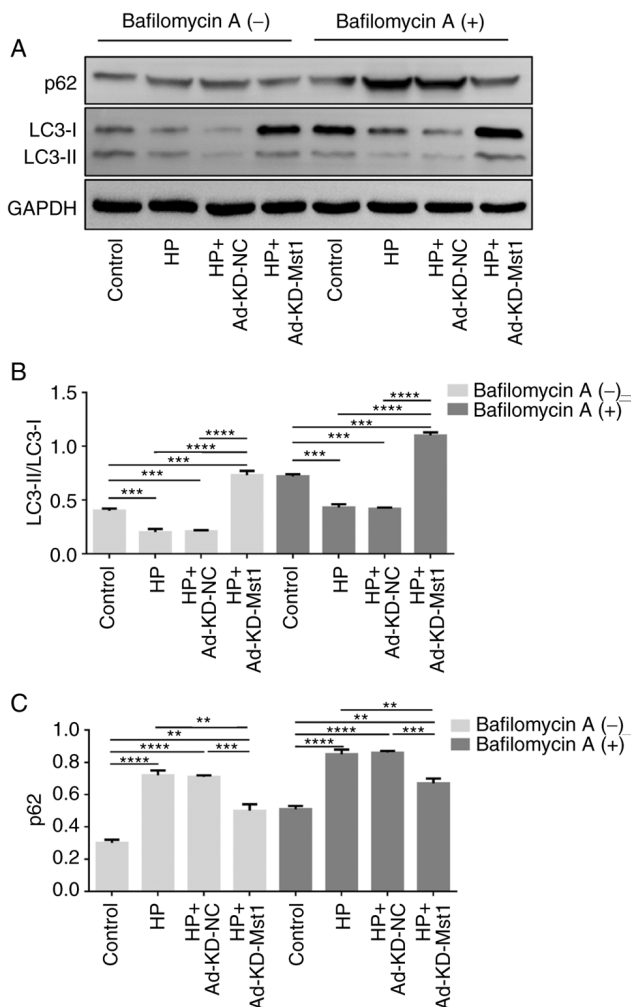 Bafilomycin A (−) Bafilomycin A (+)
A
p62
LC3-I
LC3-II
GAPDH
Control
HP
HP+
Ad-KD-NC
HP+
Ad-KD-Mst1
Control
HP
HP+
Ad-KD-NC
HP+
Ad-KD-Mst1
B
LC3-II/LC3-I
1.5
1.0
0.5
0.0
****
****
***
***
***
****
****
***
***
***
Bafilomycin A (−)
Bafilomycin A (+)
Control
HP
HP+
Ad-KD-NC
HP+
Ad-KD-Mst1
Control
HP
HP+
Ad-KD-NC
HP+
Ad-KD-Mst1
C
p62
1.0
0.8
0.6
0.4
0.2
0.0
**
**
**** ***
****
**
**
**** ***
****
Bafilomycin A (−)
Bafilomycin A (+)
Control
HP
HP+
Ad-KD-NC
HP+
Ad-KD-Mst1
Control
HP
HP+
Ad-KD-NC
HP+
Ad-KD-Mst1